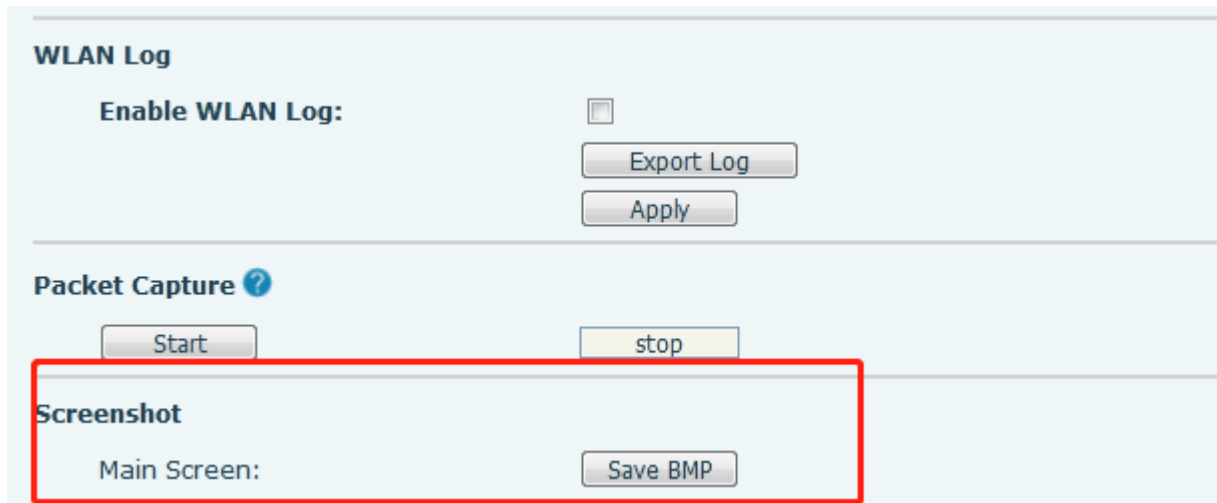 WLAN Log
Enable WLAN Log:
Export Log
Apply
Packet Capture ?
Start stop
Screenshot
Main Screen: Save BMP